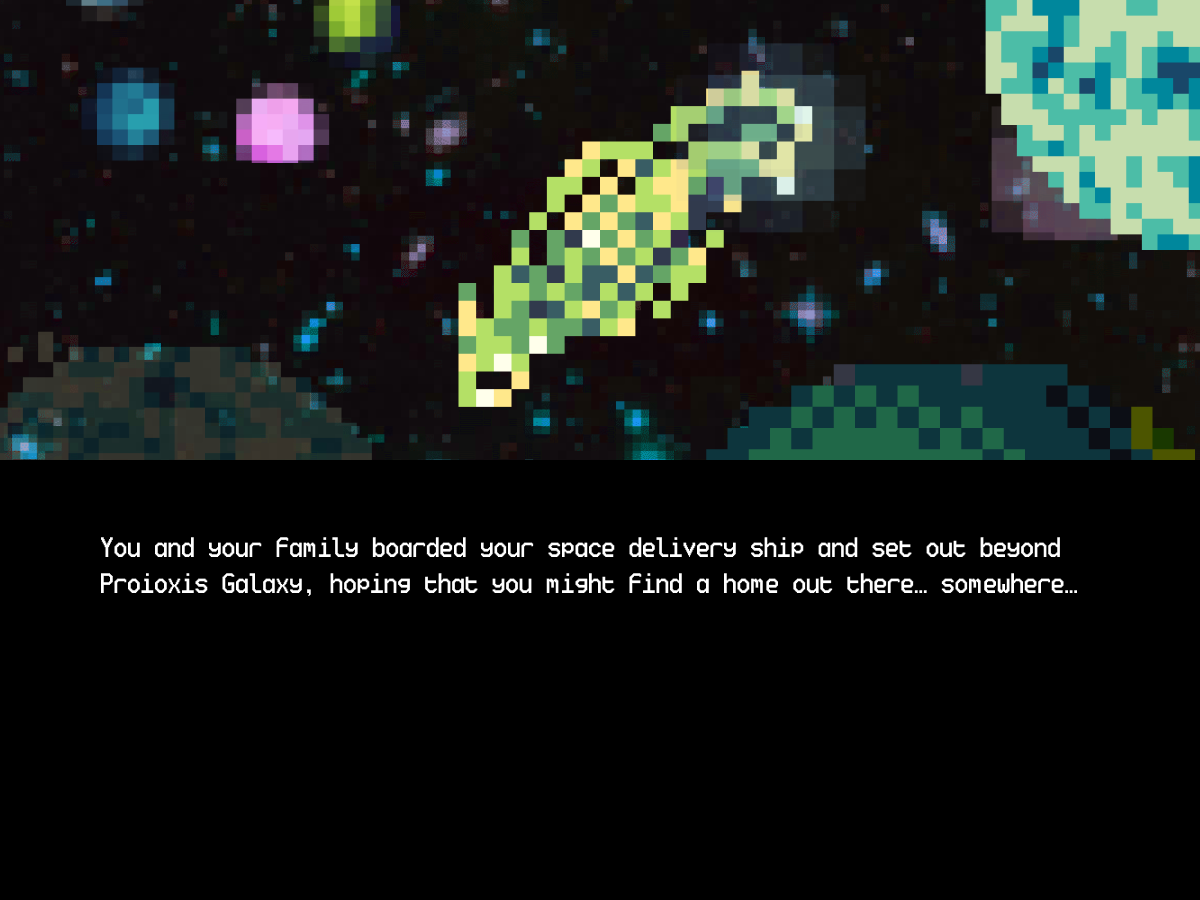 You and your family boarded your space delivery ship and set out beyond
Proioxis Galaxy, hoping that you might find a home out there… somewhere…